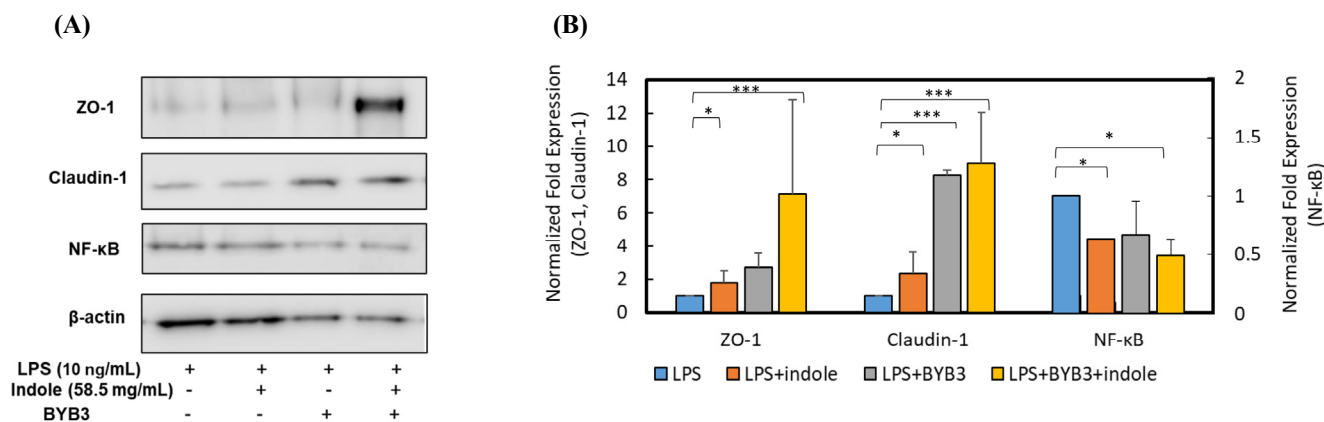 (A)
ZO-1
Claudin-1
NF-κB
β-actin
LPS (10 ng/mL) + + + +
Indole (58.5 mg/mL) - + - +
BYB3 - - + +
(B)
Normalized Fold Expression
(ZO-1, Claudin-1)
14
12
10
8
6
4
2
0
***
*
***
***
*
*
*
2
1.5
1
0.5
0
Normalized Fold Expression
(NF-κB)
ZO-1 Claudin-1 NF-κB
LPS LPS+indole LPS+BYB3 LPS+BYB3+indole